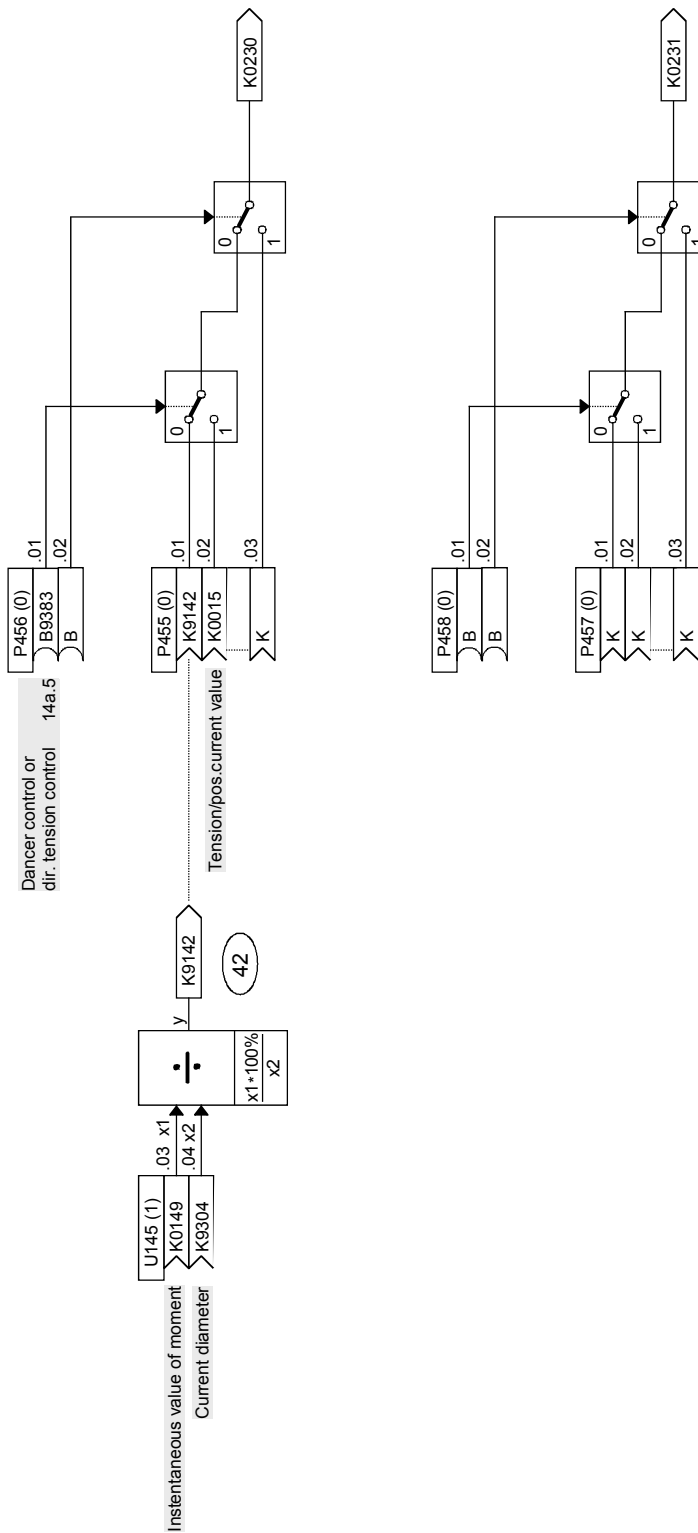 Dancer control or
dir. tension control 14a.5
P456 (0)
B9383 .01
B .02
Instentaneous value of moment
Current diameter
U145 (1)
K0149 .03 x1
K9304 .04 x2
÷
x1*100%
x2
y
K9142
42
Tension/pos.current value
P455 (0)
K9142 .01
K0015 .02
K .03
0
1
0
1
K0230
P458 (0)
B .01
B .02
P457 (0)
K .01
K .02
K .03
0
1
0
1
K0231